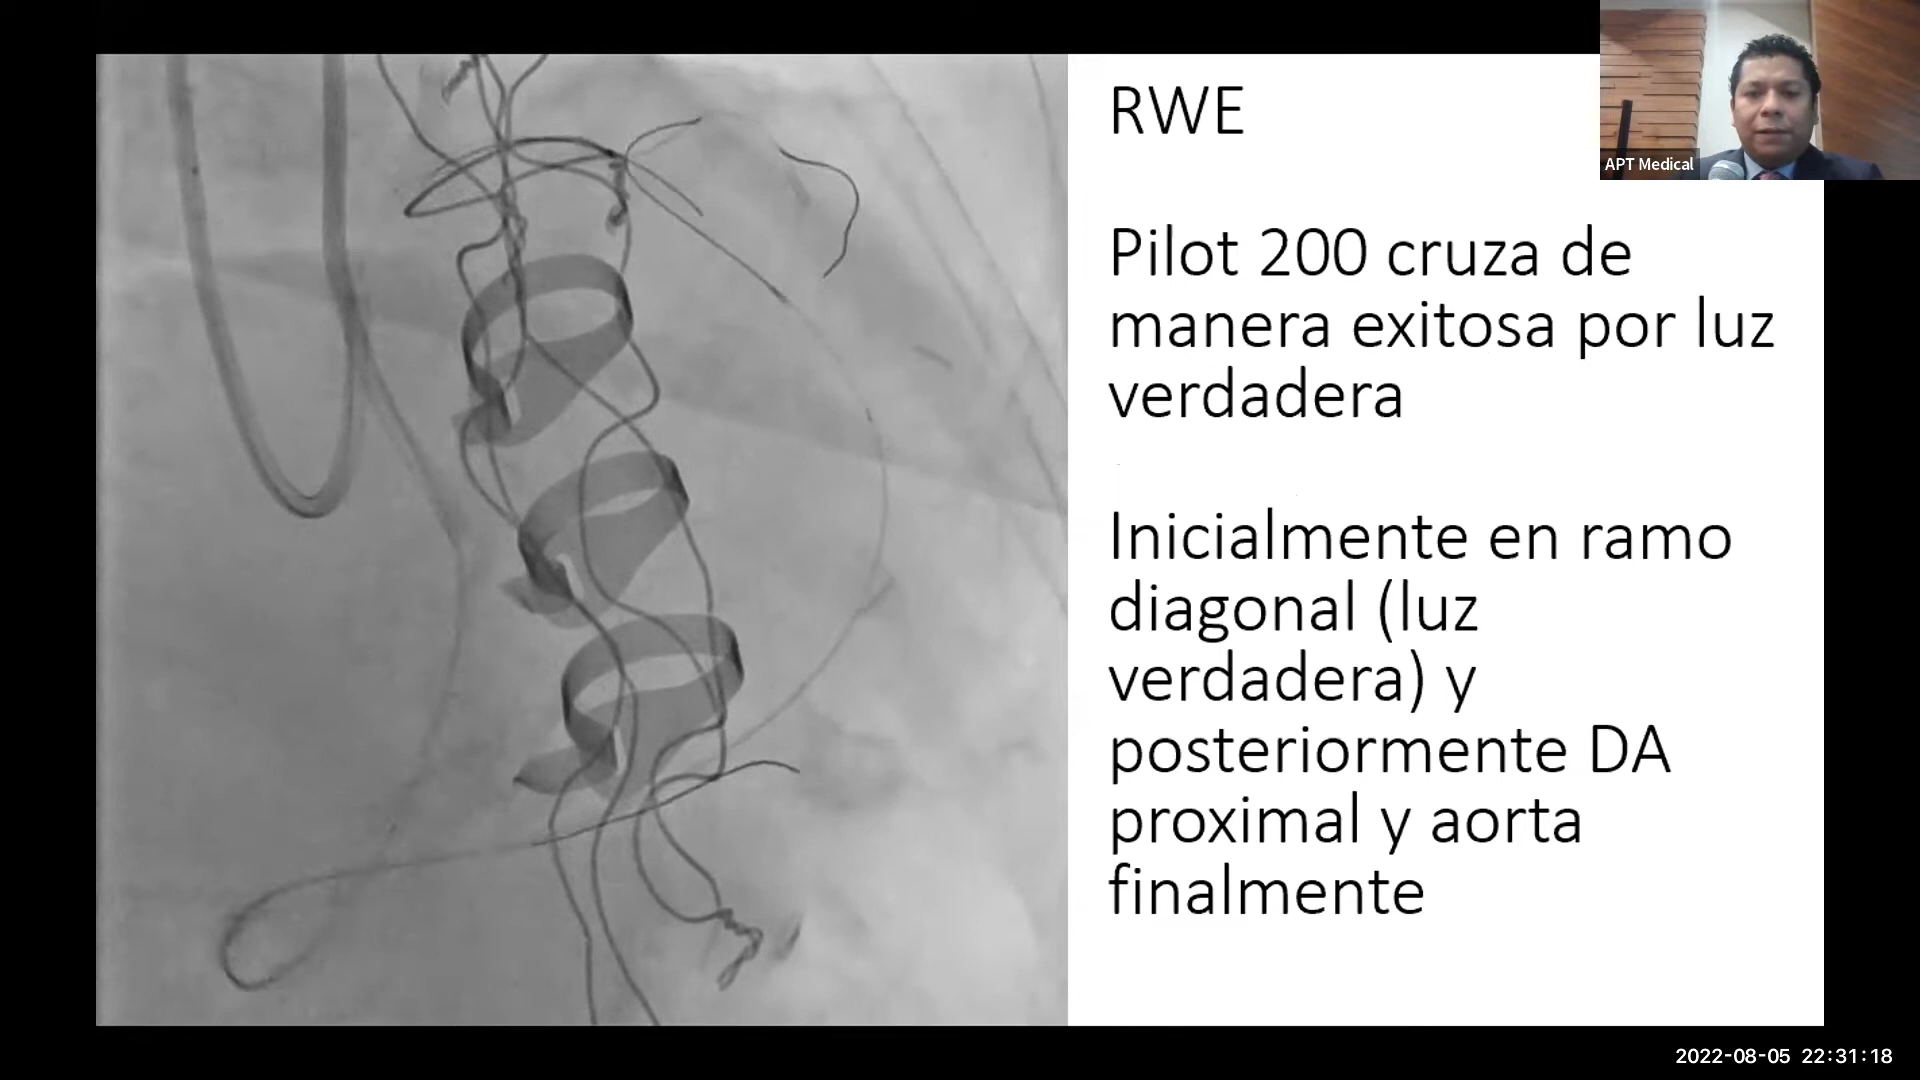 RWE
Pilot 200 cruza de
manera exitosa por luz
verdadera
Inicialmente en ramo
diagonal (luz
verdadera) y
posteriormente DA
proximal y aorta
finalmente
APT Medical
2022-08-05 22:31:18